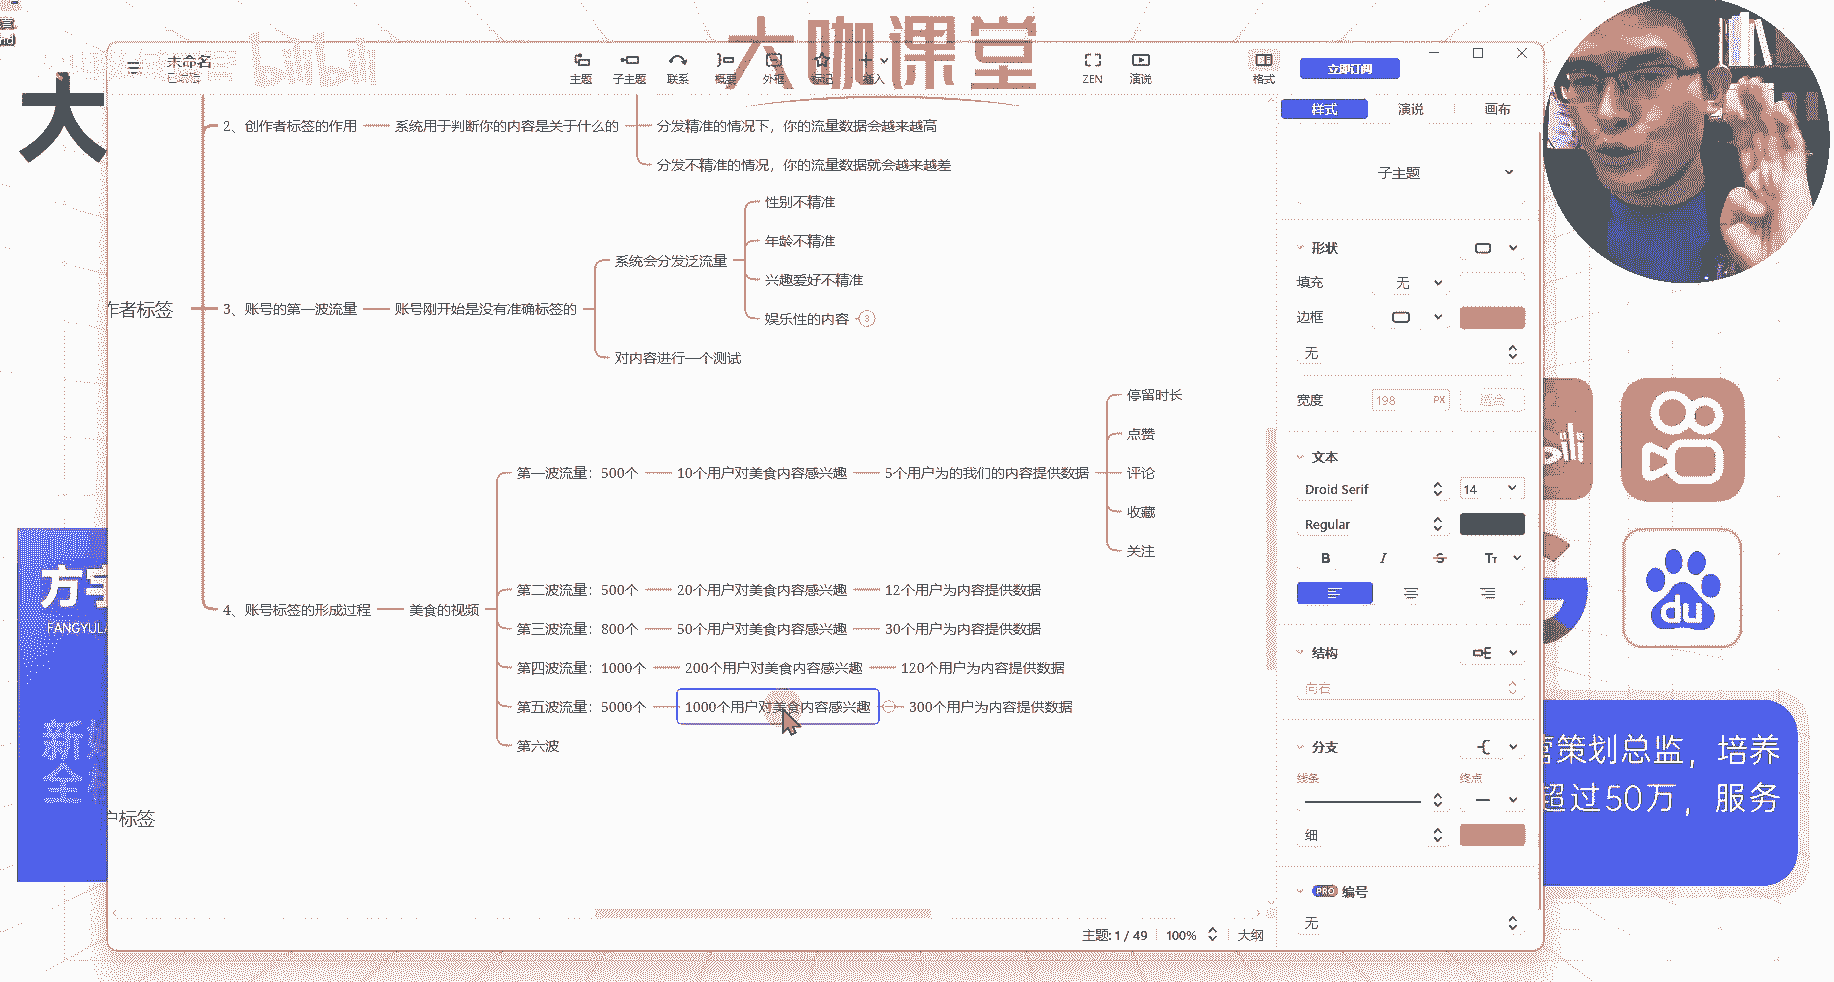 大咖课堂
bilibili
大
未命名
主题
子主题
联系
概要
外框
标记
插入
ZEN
演说
格式
立即订阅
样式
演说
画布
2、创作者标签的作用
系统用于判断你的内容是关于什么的
分发精准的情况下，你的流量数据会越来越高
分发不精准的情况，你的流量数据就会越来越差
作者标签
3、账号的第一波流量
账号刚开始是没有准确标签的
系统会分发泛流量
性别不精准
年龄不精准
兴趣爱好不精准
娱乐性的内容
3
对内容进行一个测试
4、账号标签的形成过程
美食的视频
第一波流量：500个
10个用户对美食内容感兴趣
5个用户为的我们的内容提供数据
停留时长
点赞
评论
收藏
关注
第二波流量：500个
20个用户对美食内容感兴趣
12个用户为内容提供数据
第三波流量：800个
50个用户对美食内容感兴趣
30个用户为内容提供数据
第四波流量：1000个
200个用户对美食内容感兴趣
120个用户为内容提供数据
第五波流量：5000个
1000个用户对美食内容感兴趣
300个用户为内容提供数据
第六波
户标签
子主题
形状
填充
无
边框
无
宽度
198
PX
适合
文本
Droid Serif
14
Regular
B
I
S
Tт
结构
向右
分支
线条
终点
细
PRO 编号
无
主题: 1 / 49
100%
大纲
FANGYULA
du
营策划总监，培养
超过50万，服务